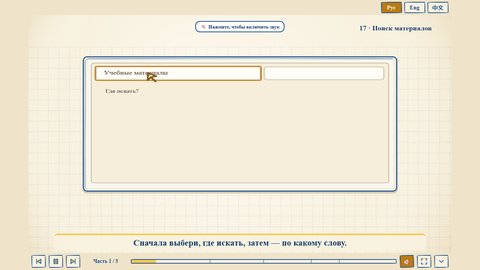 Рус Eng 中文
Нажмите, чтобы включить звук
17 · Поиск материалов
Учебные материалы
Где искать?
Сначала выбери, где искать, затем — по какому слову.
Часть 1 / 5